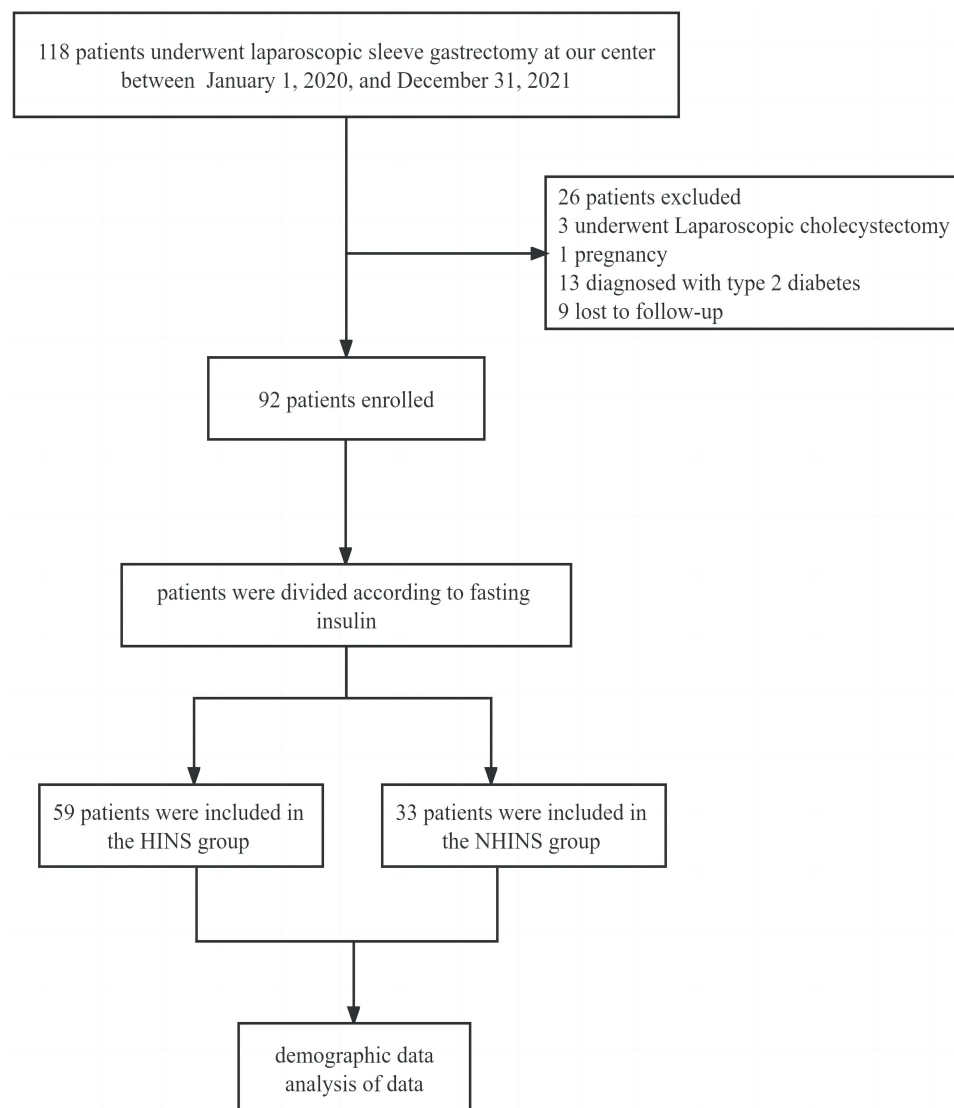 118 patients underwent laparoscopic sleeve gastrectomy at our center
between  January 1, 2020, and December 31, 2021
26 patients excluded
3 underwent Laparoscopic cholecystectomy
1 pregnancy
13 diagnosed with type 2 diabetes
9 lost to follow-up
92 patients enrolled
patients were divided according to fasting
insulin
59 patients were included in
the HINS group
33 patients were included in
the NHINS group
demographic data
analysis of data